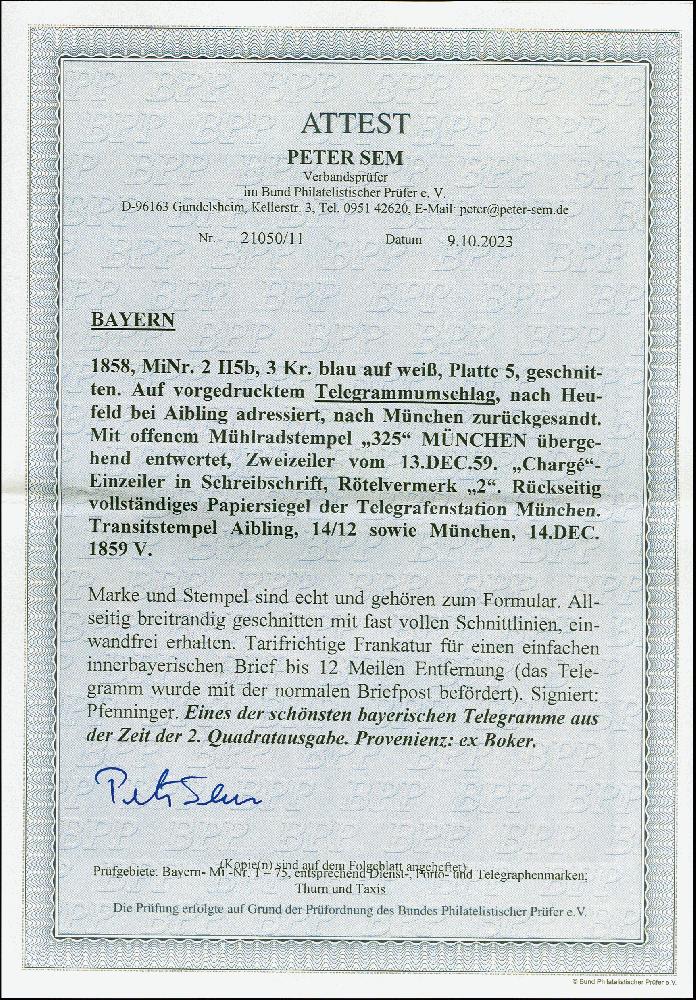 ATTEST
PETER SEM
Verbandsprüfer
im Bund Philatelistischer Prüfer e. V.
D-96163 Gundelsheim, Kellerstr. 3, Tel. 0951 42620, E-Mail: peter@peter-sem.de
Nr. 21050/11 Datum 9.10.2023
BAYERN
1858, MiNr. 2 II5b, 3 Kr. blau auf weiß, Platte 5, geschnit-
ten. Auf vorgedrucktem Telegrammumschlag, nach Heu-
feld bei Aibling adressiert, nach München zurückgesandt.
Mit offenem Mühlradstempel „325“ MÜNCHEN überge-
hend entwertet, Zweizeiler vom 13.DEC.59. „Chargé“-
Einzeiler in Schreibschrift, Rötelvermerk „2“. Rückseitig
vollständiges Papiersiegel der Telegrafenstation München.
Transitstempel Aibling, 14/12 sowie München, 14.DEC.
1859 V.
Marke und Stempel sind echt und gehören zum Formular. All-
seitig breitrandig geschnitten mit fast vollen Schnittlinien, ein-
wandfrei erhalten. Tarifrichtige Frankatur für einen einfachen
innerbayerischen Brief bis 12 Meilen Entfernung (das Tele-
gramm wurde mit der normalen Briefpost befördert). Signiert:
Pfenninger. Eines der schönsten bayerischen Telegramme aus
der Zeit der 2. Quadratausgabe. Provenienz: ex Boker.
Peter Sem
(Kopie(n) sind auf dem Folgeblatt angeheftet)
Prüfgebiete: Bayern- Mi -Nr. 1 – 75, entsprechend Dienst-, Porto- und Telegraphenmarken;
Thurn und Taxis
Die Prüfung erfolgte auf Grund der Prüfordnung des Bundes Philatelistischer Prüfer e.V.
© Bund Philatelistischer Prüfer e.V.